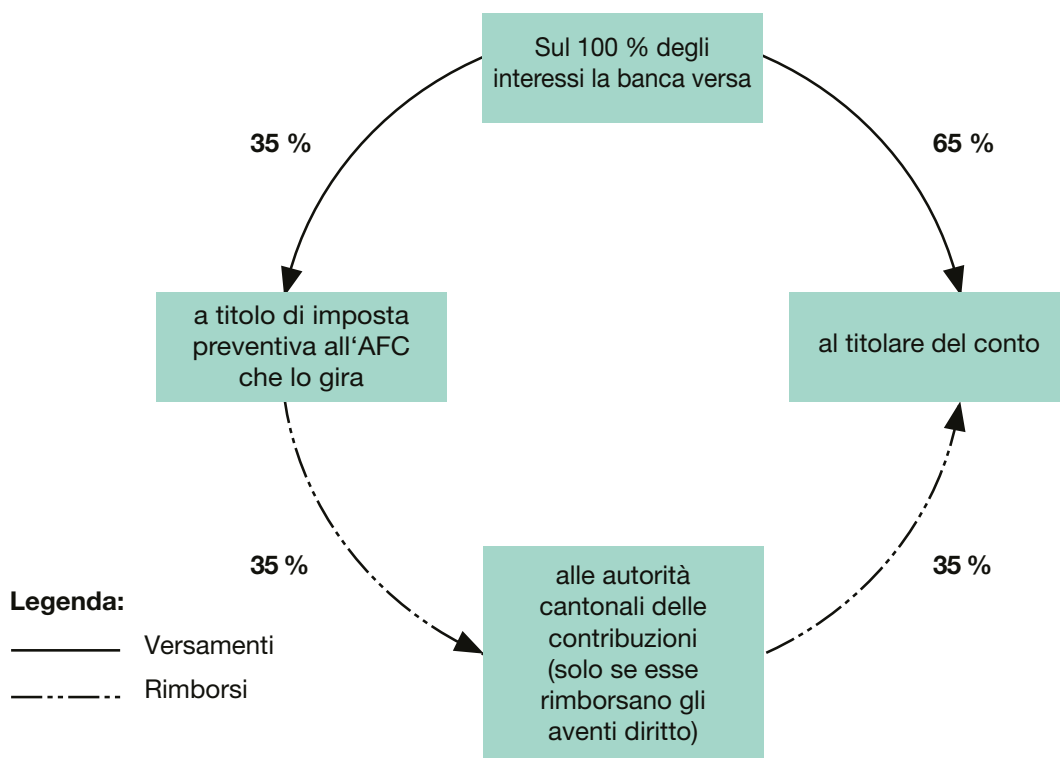 Sul 100 % degli
interessi la banca versa
35 %
65 %
a titolo di imposta
preventiva all‘AFC
che lo gira
al titolare del conto
35 %
35 %
alle autorità
cantonali delle
contribuzioni
(solo se esse
rimborsano gli
aventi diritto)
Legenda:
Versamenti
Rimborsi